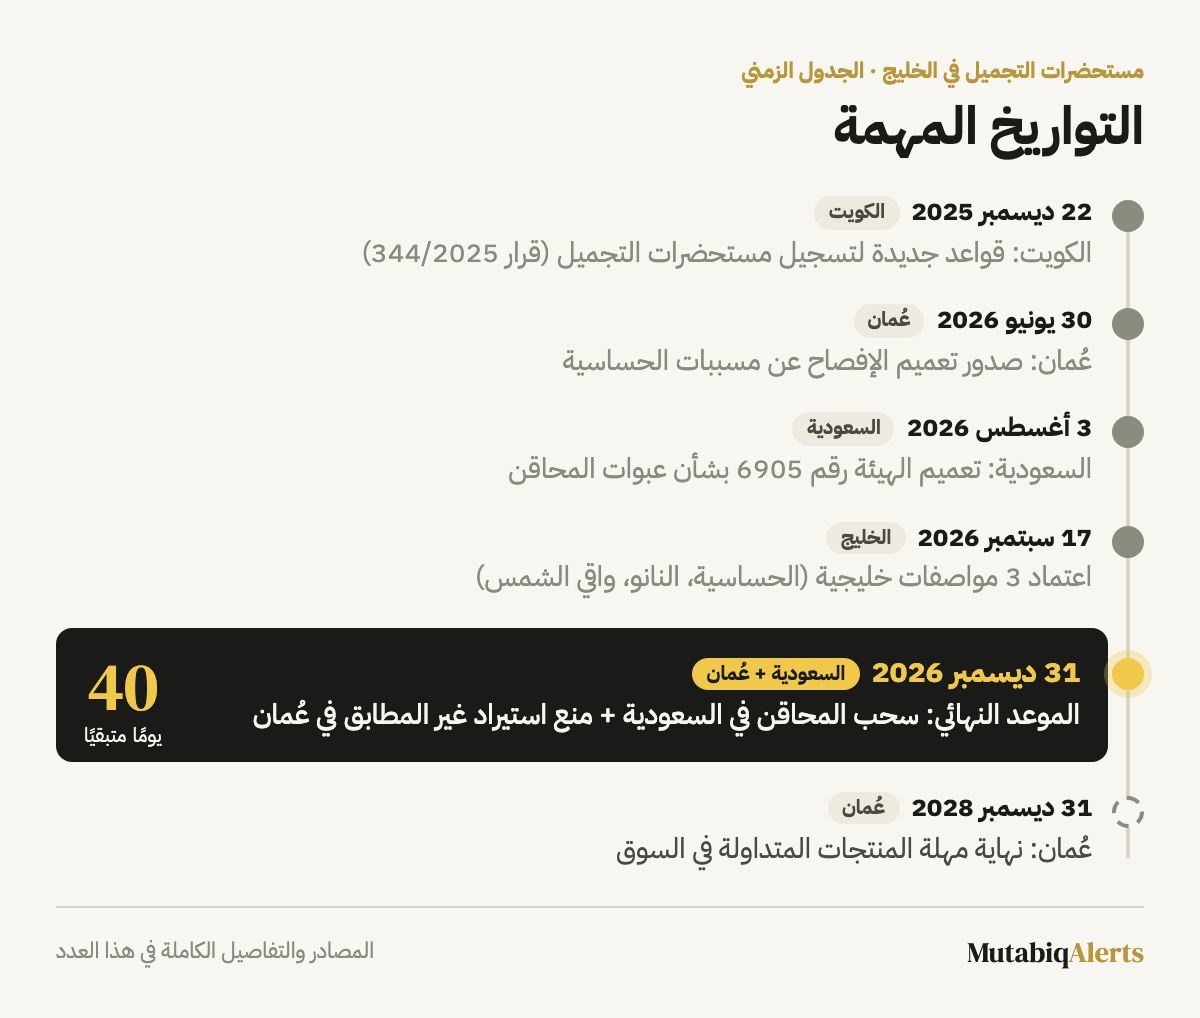 مستحضرات التجميل في الخليج · الجدول الزمني
التواريخ المهمة
22 ديسمبر 2025 الكويت
الكويت: قواعد جديدة لتسجيل مستحضرات التجميل (قرار 344/2025)
30 يونيو 2026 عُمان
عُمان: صدور تعميم الإفصاح عن مسببات الحساسية
3 أغسطس 2026 السعودية
السعودية: تعميم الهيئة رقم 6905 بشأن عبوات المحاقن
17 سبتمبر 2026 الخليج
اعتماد 3 مواصفات خليجية (الحساسية، النانو، واقي الشمس)
31 ديسمبر 2026 السعودية + عُمان
الموعد النهائي: سحب المحاقن في السعودية + منع استيراد غير المطابق في عُمان
40
يومًا متبقيًا
31 ديسمبر 2028 عُمان
عُمان: نهاية مهلة المنتجات المتداولة في السوق
MutabiqAlerts
المصادر والتفاصيل الكاملة في هذا العدد